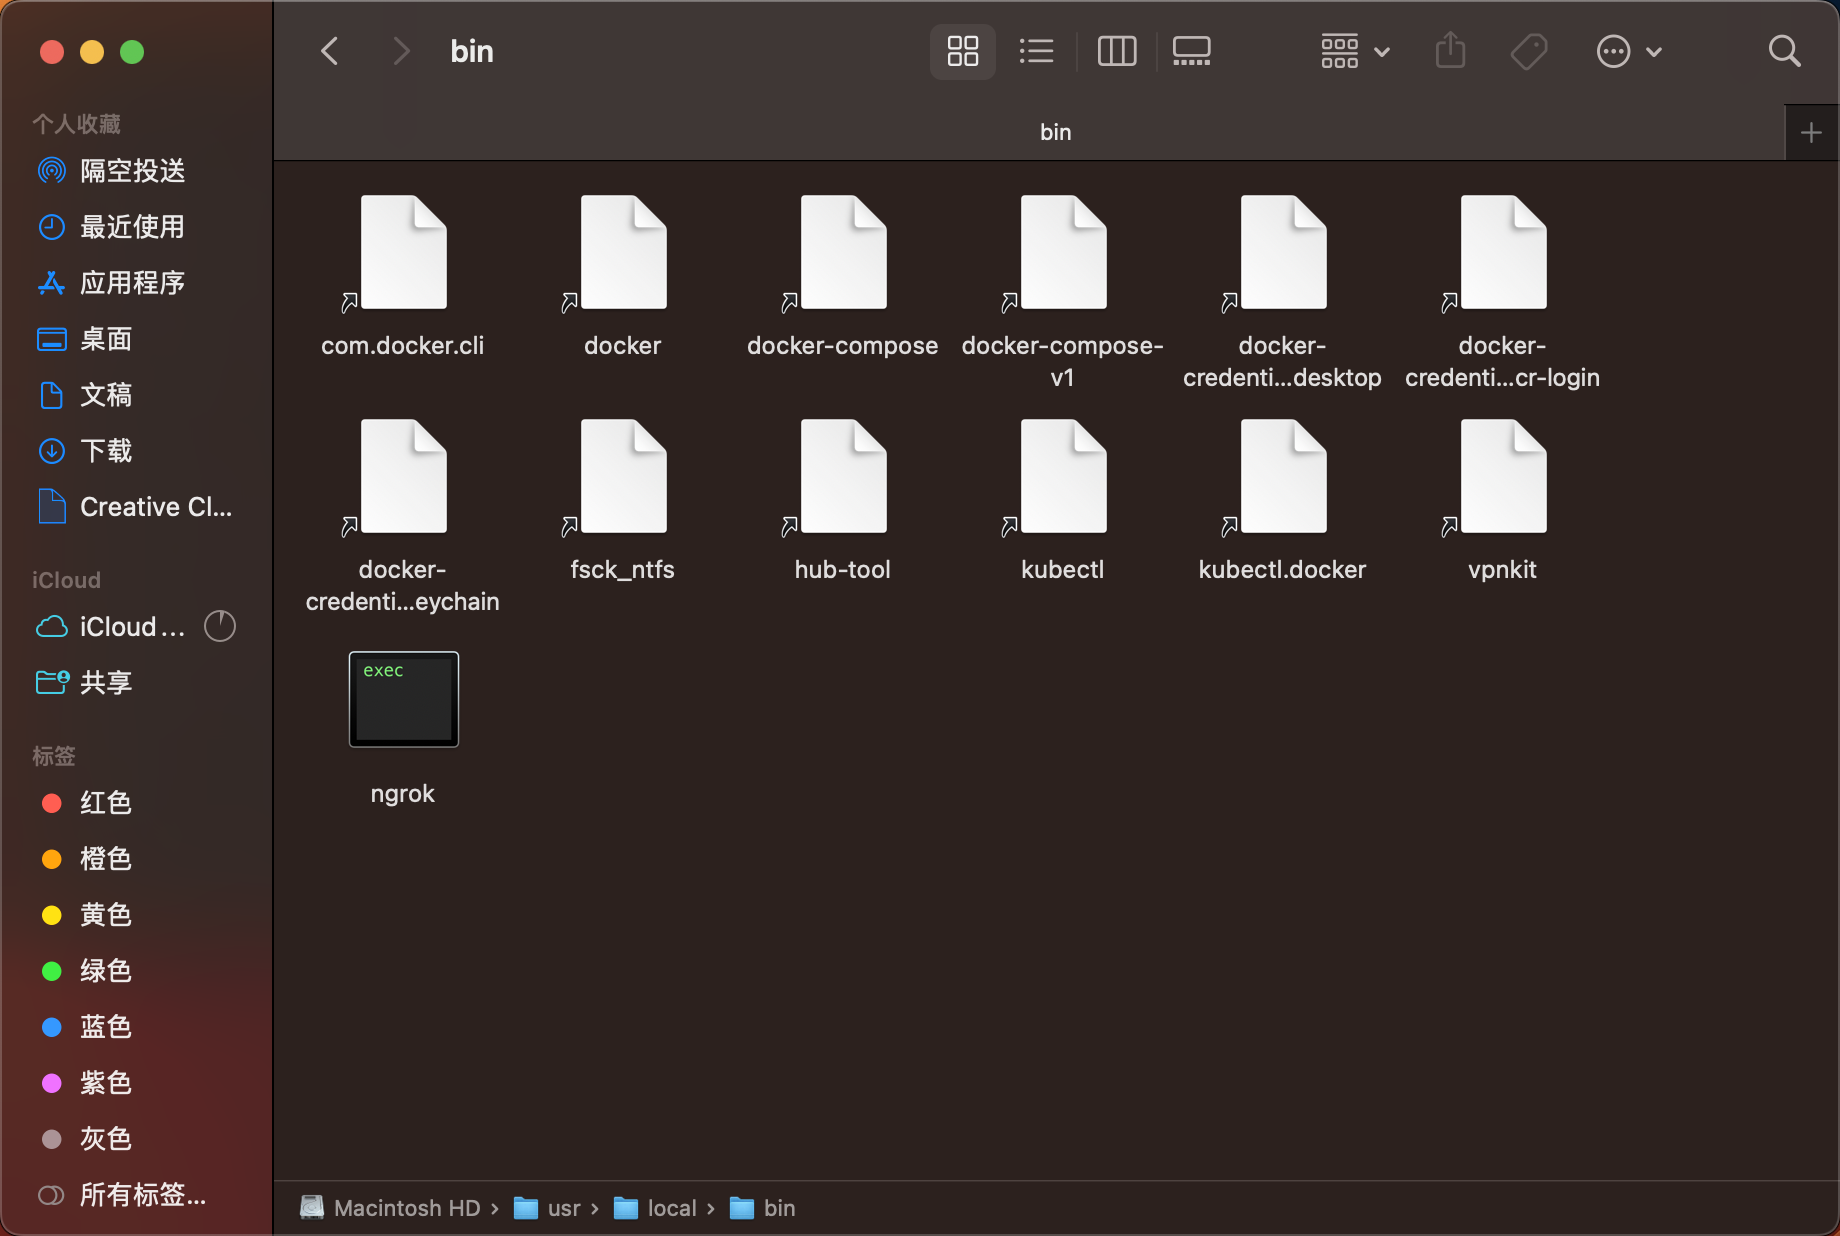 bin
bin
个人收藏
隔空投送
最近使用
应用程序
桌面
文稿
下载
Creative Cl...
iCloud
iCloud ...
共享
标签
红色
橙色
黄色
绿色
蓝色
紫色
灰色
所有标签...
com.docker.cli
docker
docker-compose
docker-compose-
v1
docker-
credenti...desktop
docker-
credenti...cr-login
docker-
credenti...eychain
fsck_ntfs
hub-tool
kubectl
kubectl.docker
vpnkit
exec
ngrok
Macintosh HD › usr › local › bin